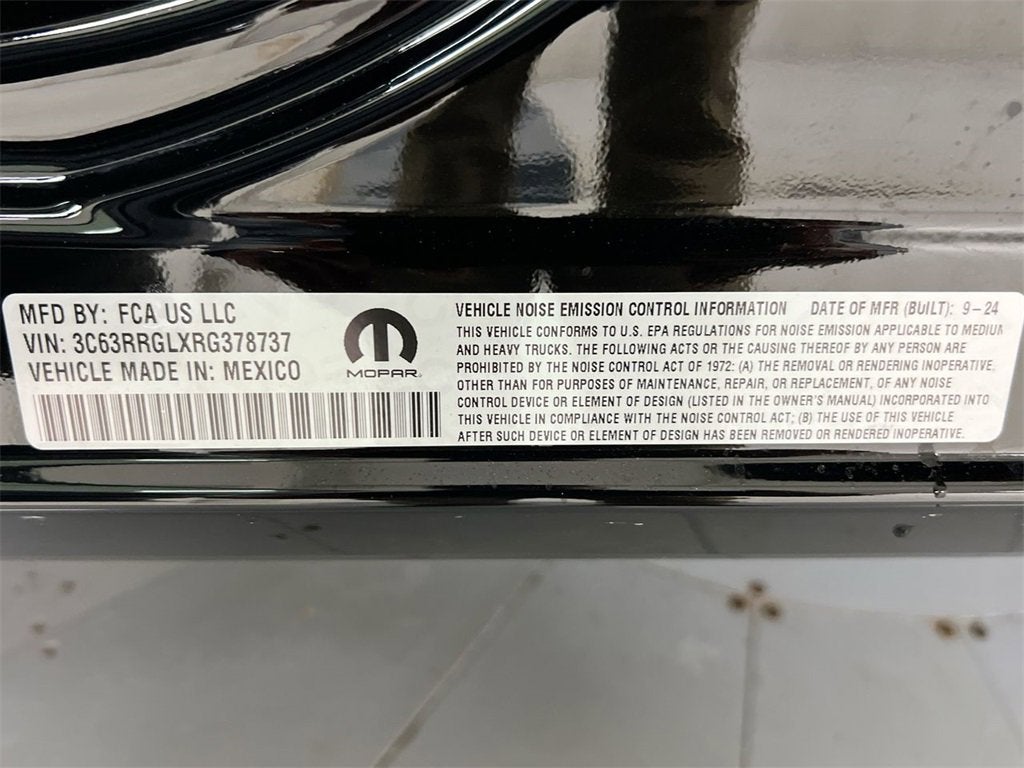 MFD BY: FCA US LLC
VIN: 3C63RRGLXRG378737
VEHICLE MADE IN: MEXICO
MOPAR
VEHICLE NOISE EMISSION CONTROL INFORMATION DATE OF MFR (BUILT): 9-24
THIS VEHICLE CONFORMS TO U.S. EPA REGULATIONS FOR NOISE EMISSION APPLICABLE TO MEDIUM
AND HEAVY TRUCKS. THE FOLLOWING ACTS OR THE CAUSING THEREOF BY ANY PERSON ARE
PROHIBITED BY THE NOISE CONTROL ACT OF 1972: (A) THE REMOVAL OR RENDERING INOPERATIVE,
OTHER THAN FOR PURPOSES OF MAINTENANCE, REPAIR, OR REPLACEMENT, OF ANY NOISE
CONTROL DEVICE OR ELEMENT OF DESIGN (LISTED IN THE OWNER'S MANUAL) INCORPORATED INTO
THIS VEHICLE IN COMPLIANCE WITH THE NOISE CONTROL ACT; (B) THE USE OF THIS VEHICLE
AFTER SUCH DEVICE OR ELEMENT OF DESIGN HAS BEEN REMOVED OR RENDERED INOPERATIVE.